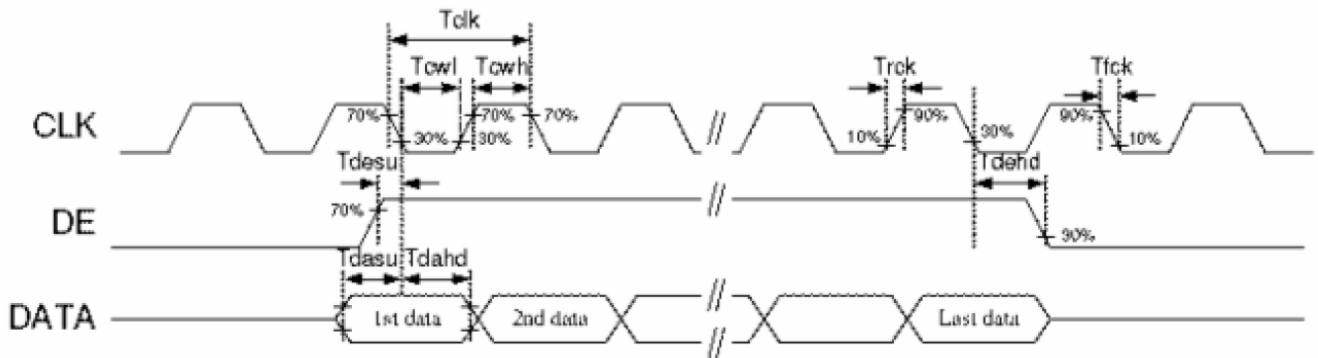 Tclk
Tcwl Tcwh Trck Tfck
CLK 70% 70% 70% 90% 90%
30% 30% 10% 30% 10%
Tdesu Tdehd
DE 70% // 30%
Tdasu Tdahd
DATA 1st data 2nd data // Last data